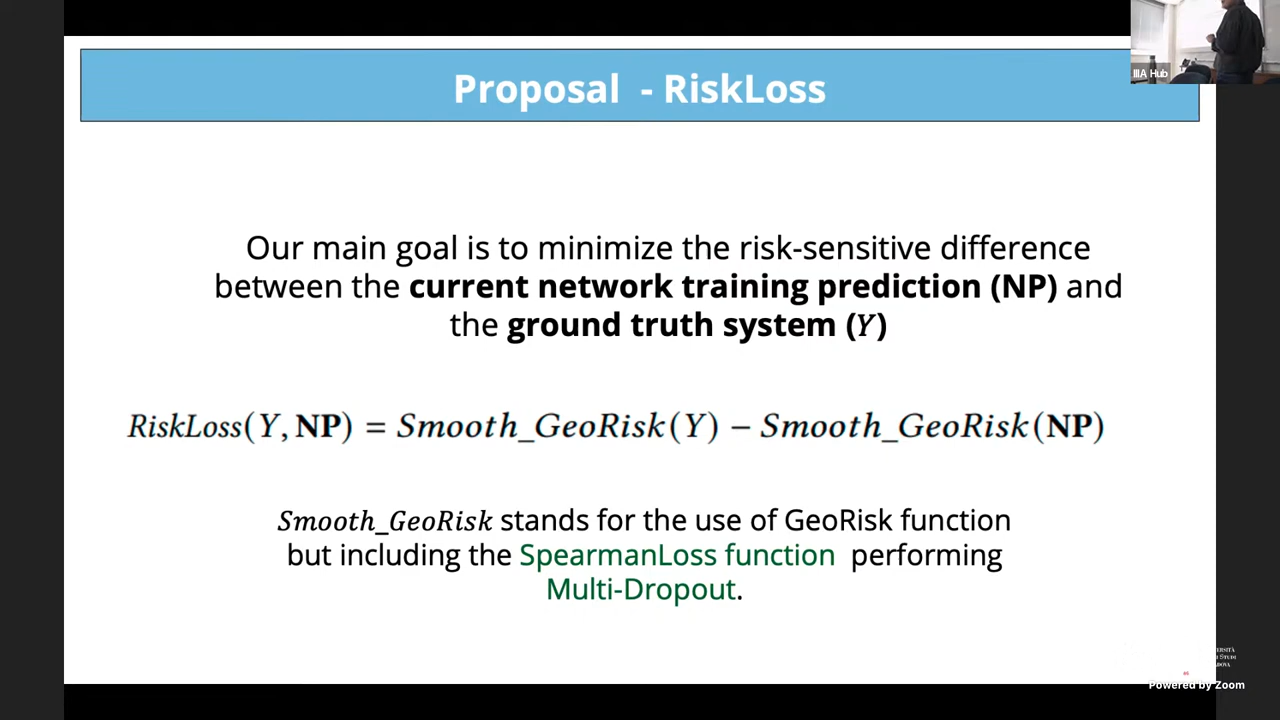 Proposal - RiskLoss
IIIA Hub
Our main goal is to minimize the risk-sensitive difference
between the current network training prediction (NP) and
the ground truth system (Y)
RiskLoss(Y, NP) = Smooth_GeoRisk(Y) − Smooth_GeoRisk(NP)
Smooth_GeoRisk stands for the use of GeoRisk function
but including the SpearmanLoss function performing
Multi-Dropout.
Powered by Zoom